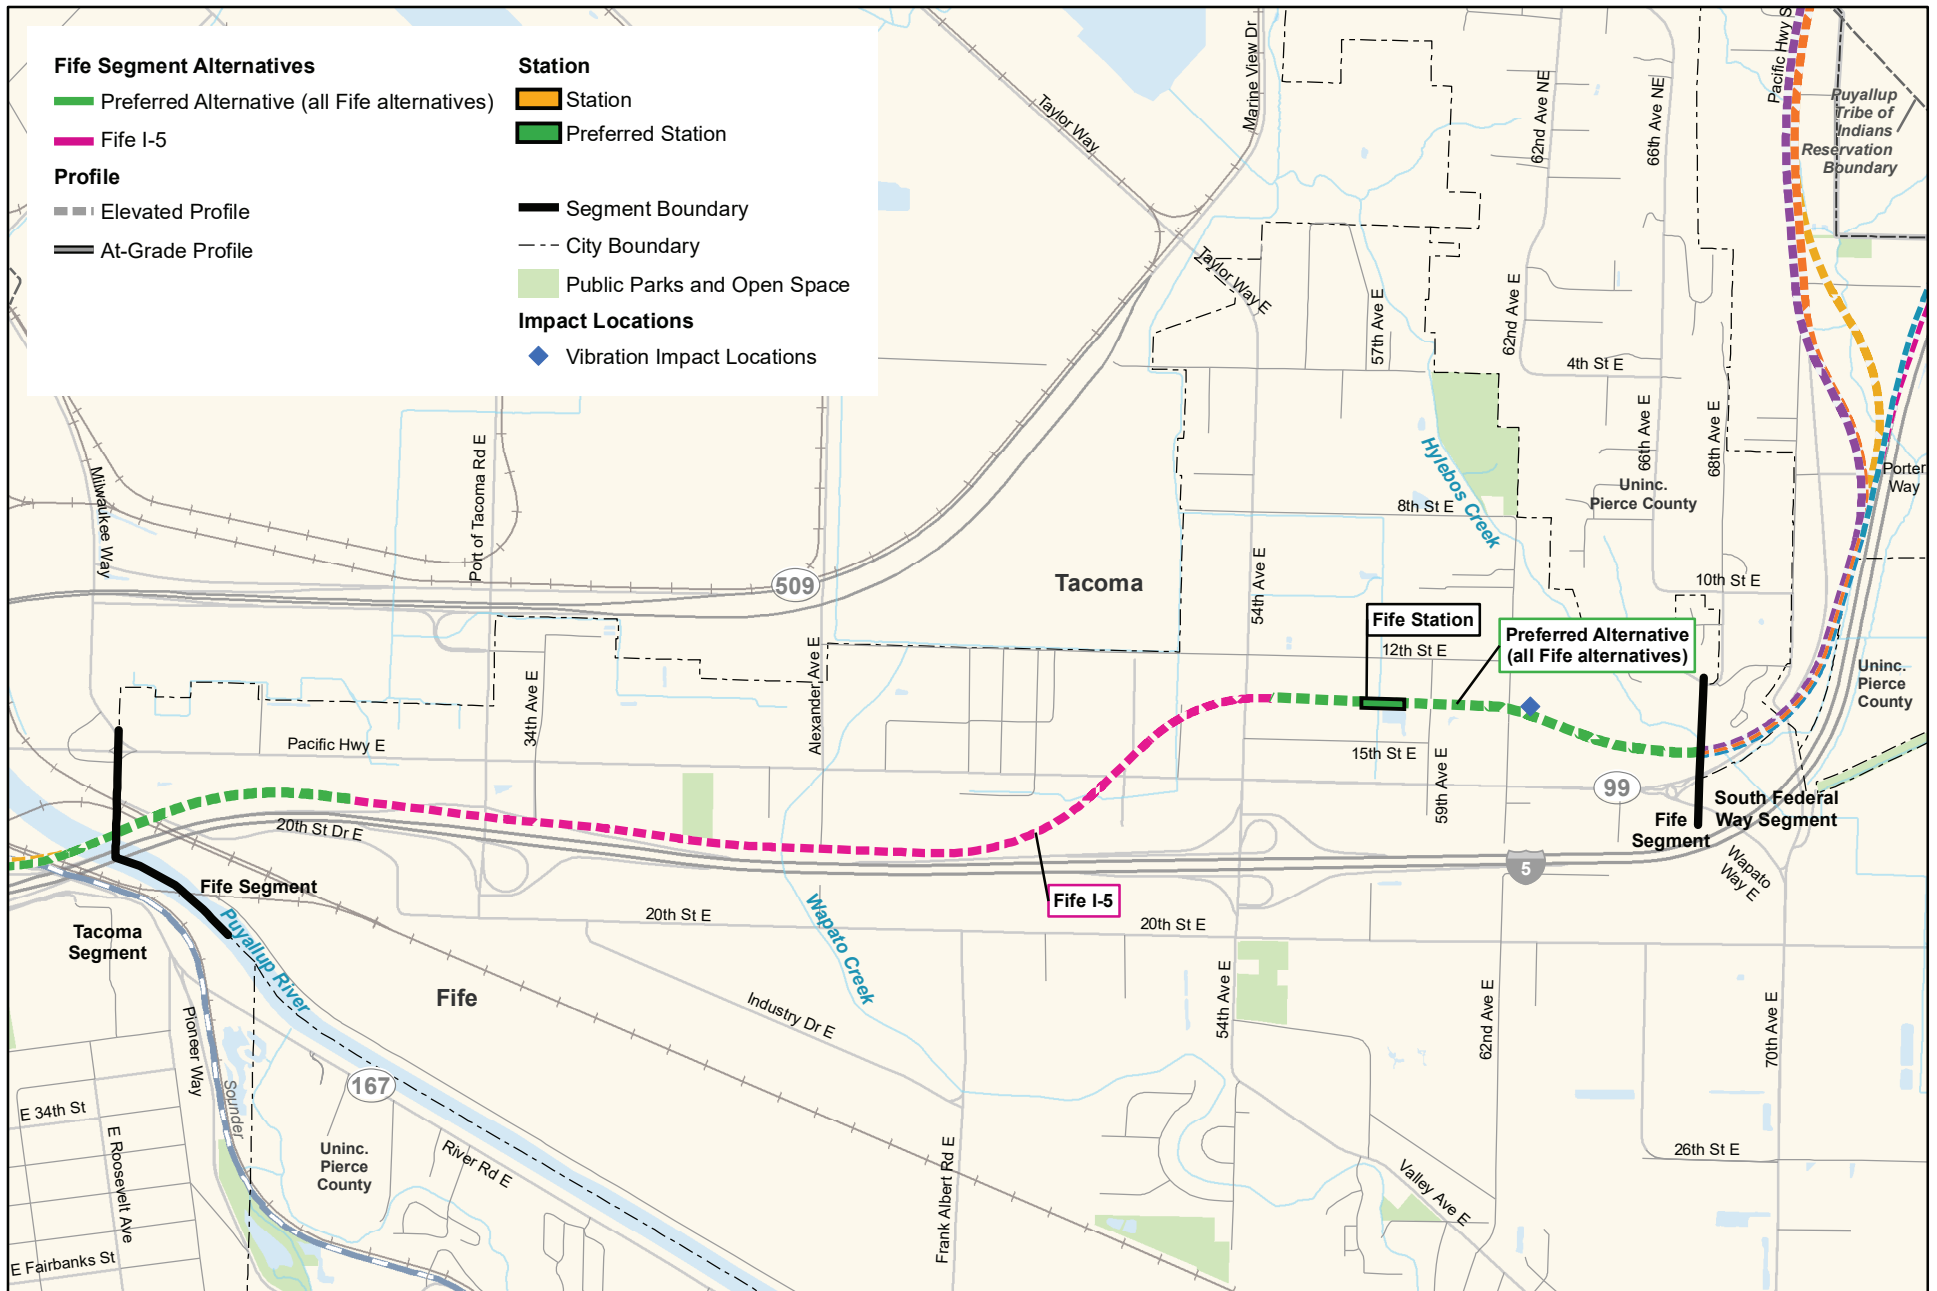 Fife Segment Alternatives
Preferred Alternative (all Fife alternatives)
Fife I-5
Profile
Elevated Profile
At-Grade Profile
Station
Station
Preferred Station
Segment Boundary
City Boundary
Public Parks and Open Space
Impact Locations
Vibration Impact Locations
Taylor Way
Marine View Dr
62nd Ave NE
66th Ave NE
Pacific Hwy S
Puyallup
Tribe of
Indians
Reservation
Boundary
Taylor Way E
57th Ave E
62nd Ave E
4th St E
66th Ave E
68th Ave E
Porter
Way
Hylebos Creek
Uninc.
Pierce County
8th St E
Milwaukee Way
Port of Tacoma Rd E
509
Tacoma
54th Ave E
10th St E
Fife Station
Preferred Alternative
(all Fife alternatives)
12th St E
Uninc.
Pierce
County
34th Ave E
Alexander Ave E
Pacific Hwy E
15th St E
59th Ave E
99
South Federal
Way Segment
Fife
Segment
Wapato
Way E
20th St Dr E
5
Fife I-5
Fife Segment
Tacoma
Segment
Puyallup River
20th St E
20th St E
Wapato Creek
Fife
Industry Dr E
54th Ave E
62nd Ave E
70th Ave E
Pioneer Way
Sounder
167
E 34th St
E Roosevelt Ave
Uninc.
Pierce
County
River Rd E
Frank Albert Rd E
Valley Ave E
26th St E
E Fairbanks St